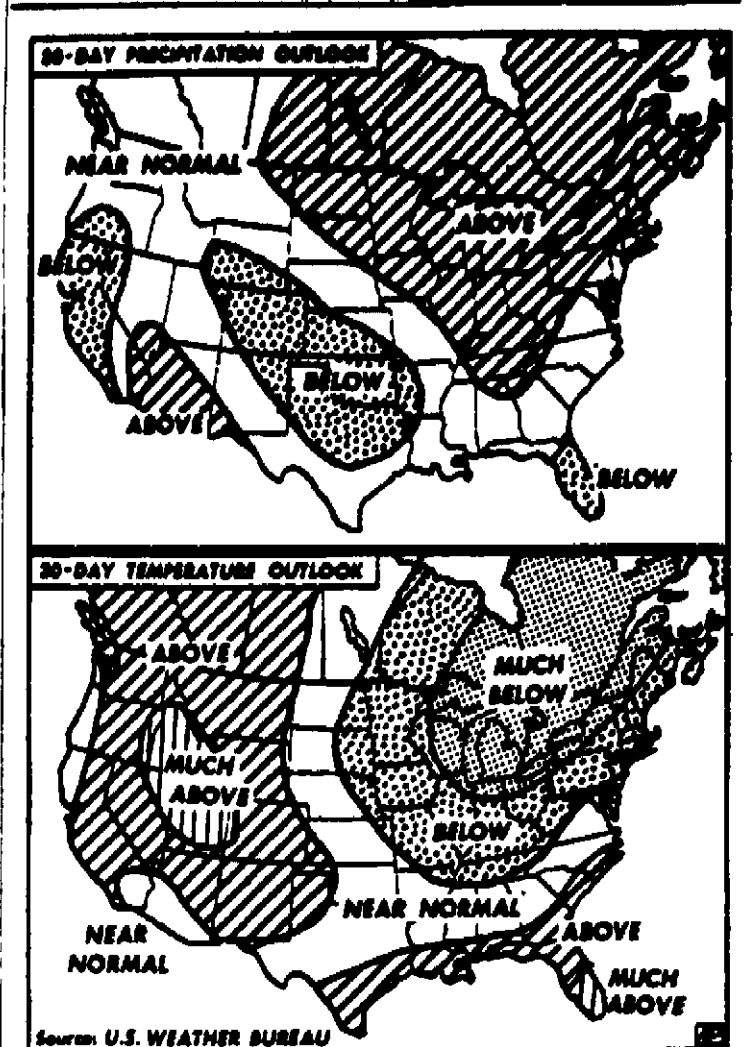 30-DAY PRECIPITATION OUTLOOK
NEAR NORMAL
ABOVE
BELOW
BELOW
ABOVE
BELOW
30-DAY TEMPERATURE OUTLOOK
ABOVE
MUCH
BELOW
MUCH
ABOVE
BELOW
NEAR NORMAL
NEAR
NORMAL
ABOVE
MUCH
ABOVE
Source: U.S. WEATHER BUREAU